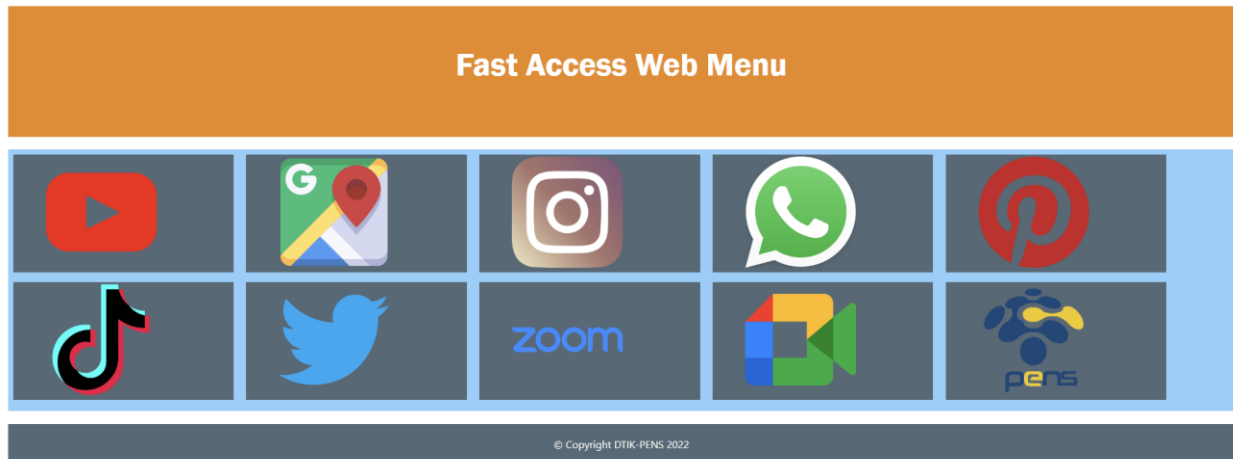 Fast Access Web Menu
G
zoom
pens
© Copyright DTIK-PENS 2022